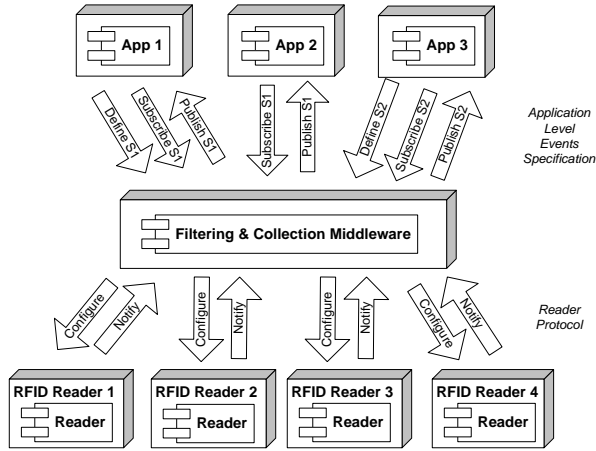 App 1
App 2
App 3
Define S1
Subscribe S1
Publish S1
Subscribe S1
Publish S1
Define S2
Subscribe S2
Publish S2
Application
Level
Events
Specification
Filtering & Collection Middleware
Configure
Notify
Configure
Notify
Configure
Notify
Configure
Notify
Reader
Protocol
RFID Reader 1
RFID Reader 2
RFID Reader 3
RFID Reader 4
Reader
Reader
Reader
Reader